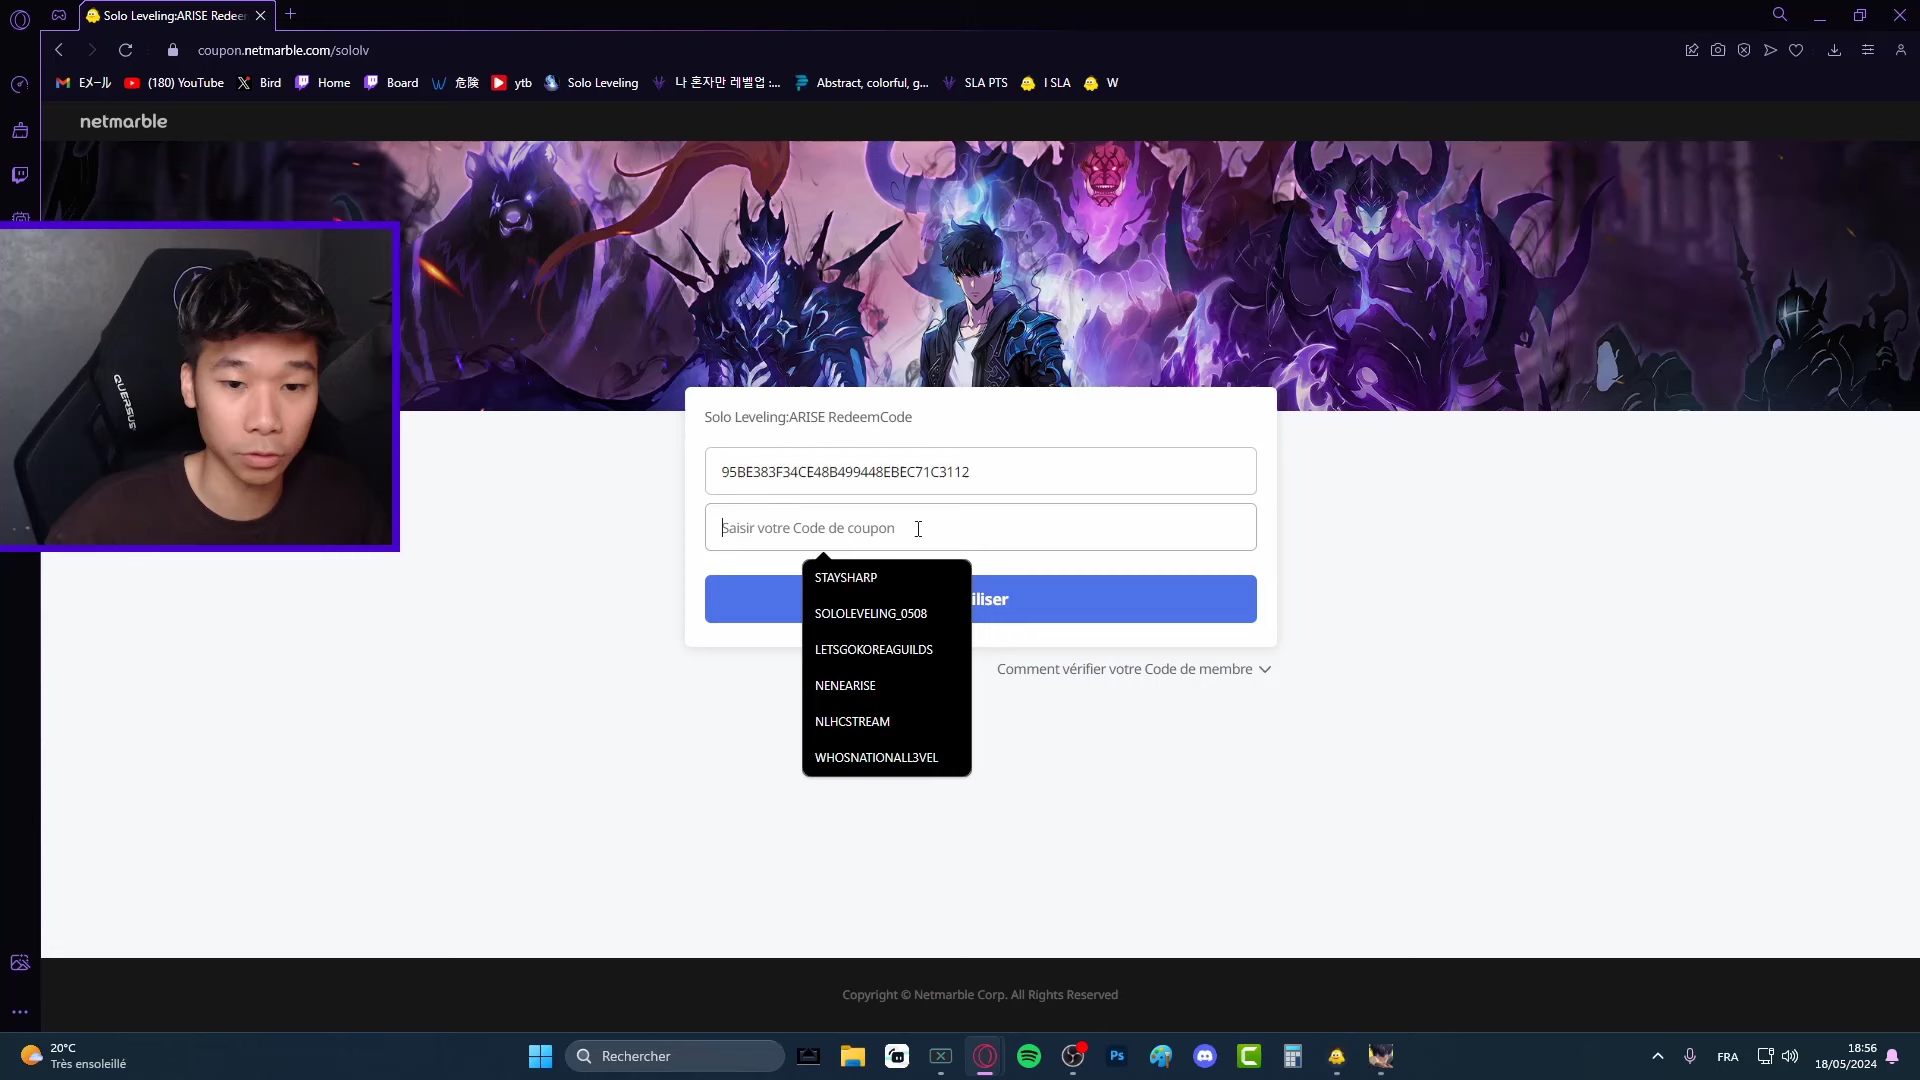 Solo Leveling:ARISE Redeer
coupon.netmarble.com/sololv
Eメール
(180) YouTube
Bird
Home
Board
危険
ytb
Solo Leveling
나 혼자만 레벨업 :...
Abstract, colorful, g...
SLA PTS
I SLA
W
netmarble
QUERSUS
Solo Leveling:ARISE RedeemCode
95BE383F34CE48B499448EBEC71C3112
Saisir votre Code de coupon
STAYSHARP
iliser
SOLOLEVELING_0508
LETSGOKOREAGUILDS
Comment vérifier votre Code de membre
NENEARISE
NLHCSTREAM
WHOSNATIONALL3VEL
Copyright © Netmarble Corp. All Rights Reserved
20°C
Très ensoleillé
Rechercher
Ps
FRA
18:56
18/05/2024